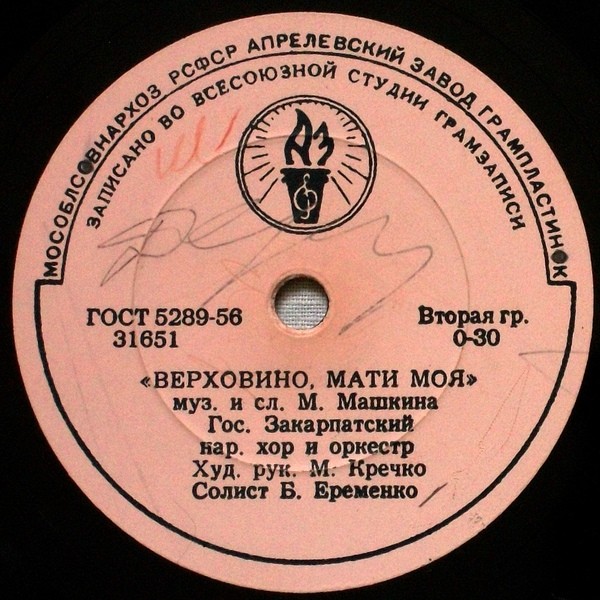 МОСОБЛСОВНАРХОЗ РСФСР АПРЕЛЕВСКИЙ ЗАВОД ГРАМПЛАСТИНОК
ЗАПИСАНО ВО ВСЕСОЮЗНОЙ СТУДИИ ГРАМЗАПИСИ
АЗ
ГОСТ 5289-56
31651
Вторая гр.
0-30
«ВЕРХОВИНО, МАТИ МОЯ»
муз. и сл. М. Машкина
Гос. Закарпатский
нар. хор и оркестр
Худ. рук. М. Кречко
Солист Б. Еременко